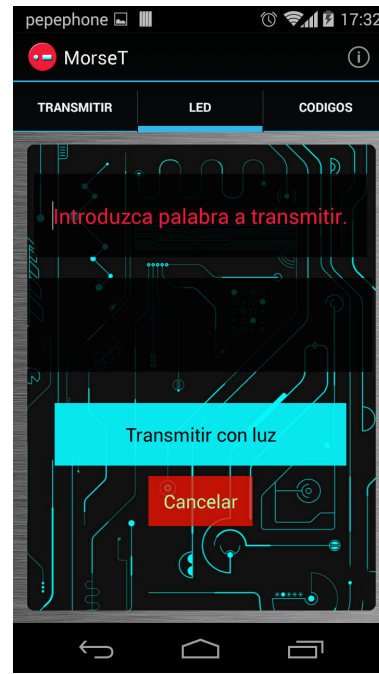 pepephone 17:32
MorseT
TRANSMITIR LED CODIGOS
Introduzca palabra a transmitir.
Transmitir con luz
Cancelar